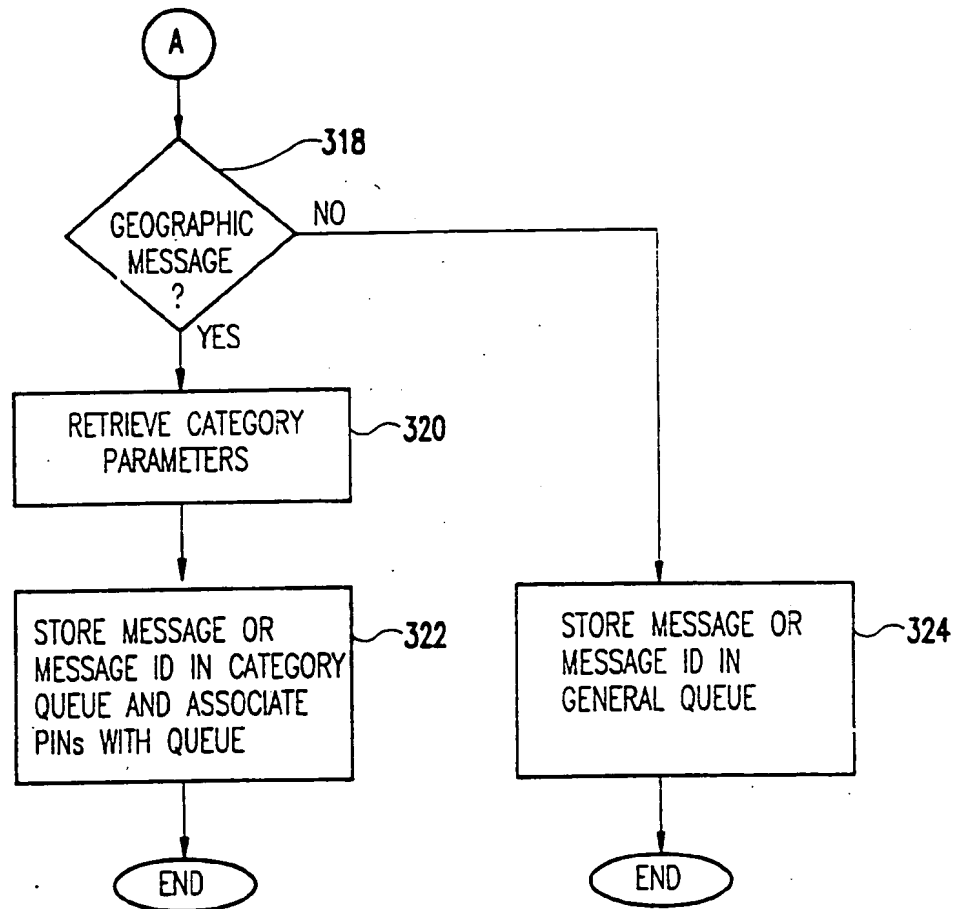 A
318
GEOGRAPHIC
MESSAGE
?
NO
YES
RETRIEVE CATEGORY
PARAMETERS
320
STORE MESSAGE OR
MESSAGE ID IN CATEGORY
QUEUE AND ASSOCIATE
PINs WITH QUEUE
322
STORE MESSAGE OR
MESSAGE ID IN
GENERAL QUEUE
324
END
END